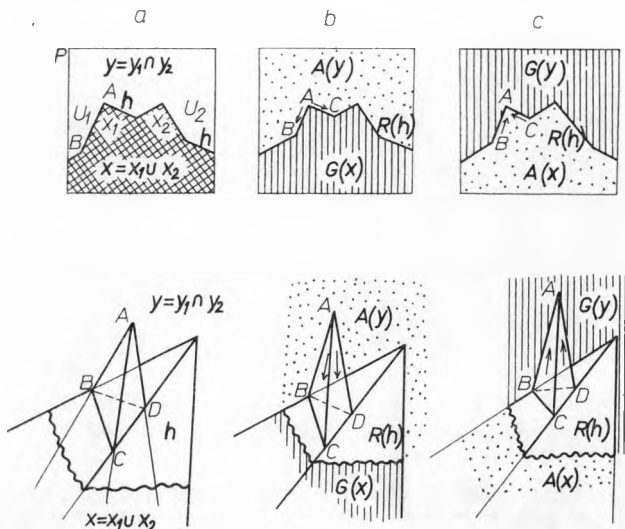 a
b
c
P
y=y₁∩y₂
A
h
U₁
x₁
x₂
U₂
B
h
x=x₁∪x₂
A(y)
A
C
B
R(h)
G(x)
G(y)
A
C
B
R(h)
A(x)
y=y₁∩y₂
A
B
D
h
C
x=x₁∪x₂
A
A(y)
B
D
R(h)
C
G(x)
A
G(y)
B
D
R(h)
C
A(x)